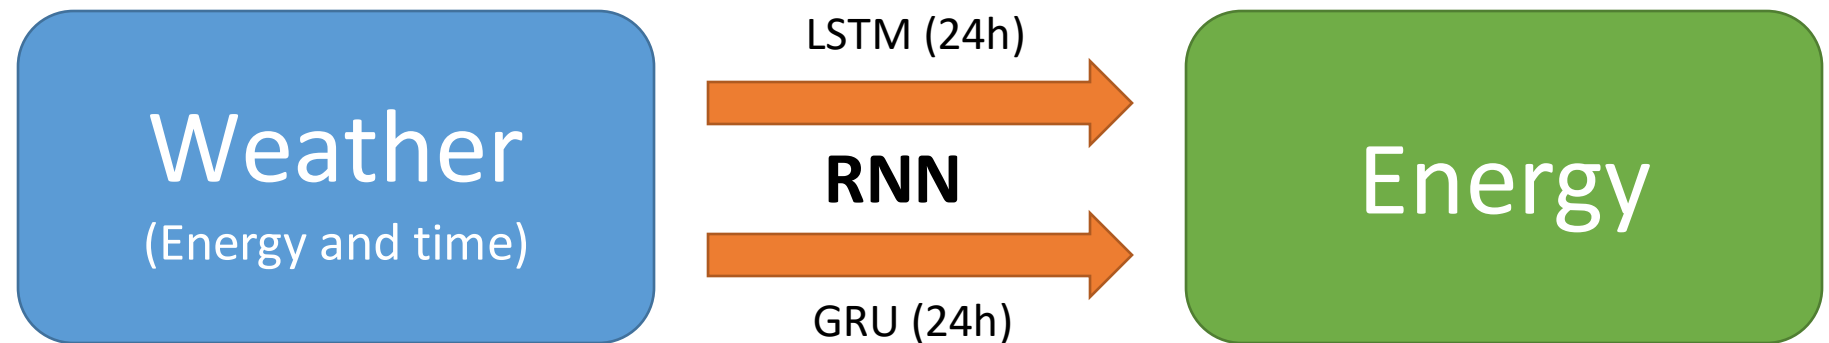 Weather
(Energy and time)
LSTM (24h)
RNN
GRU (24h)
Energy